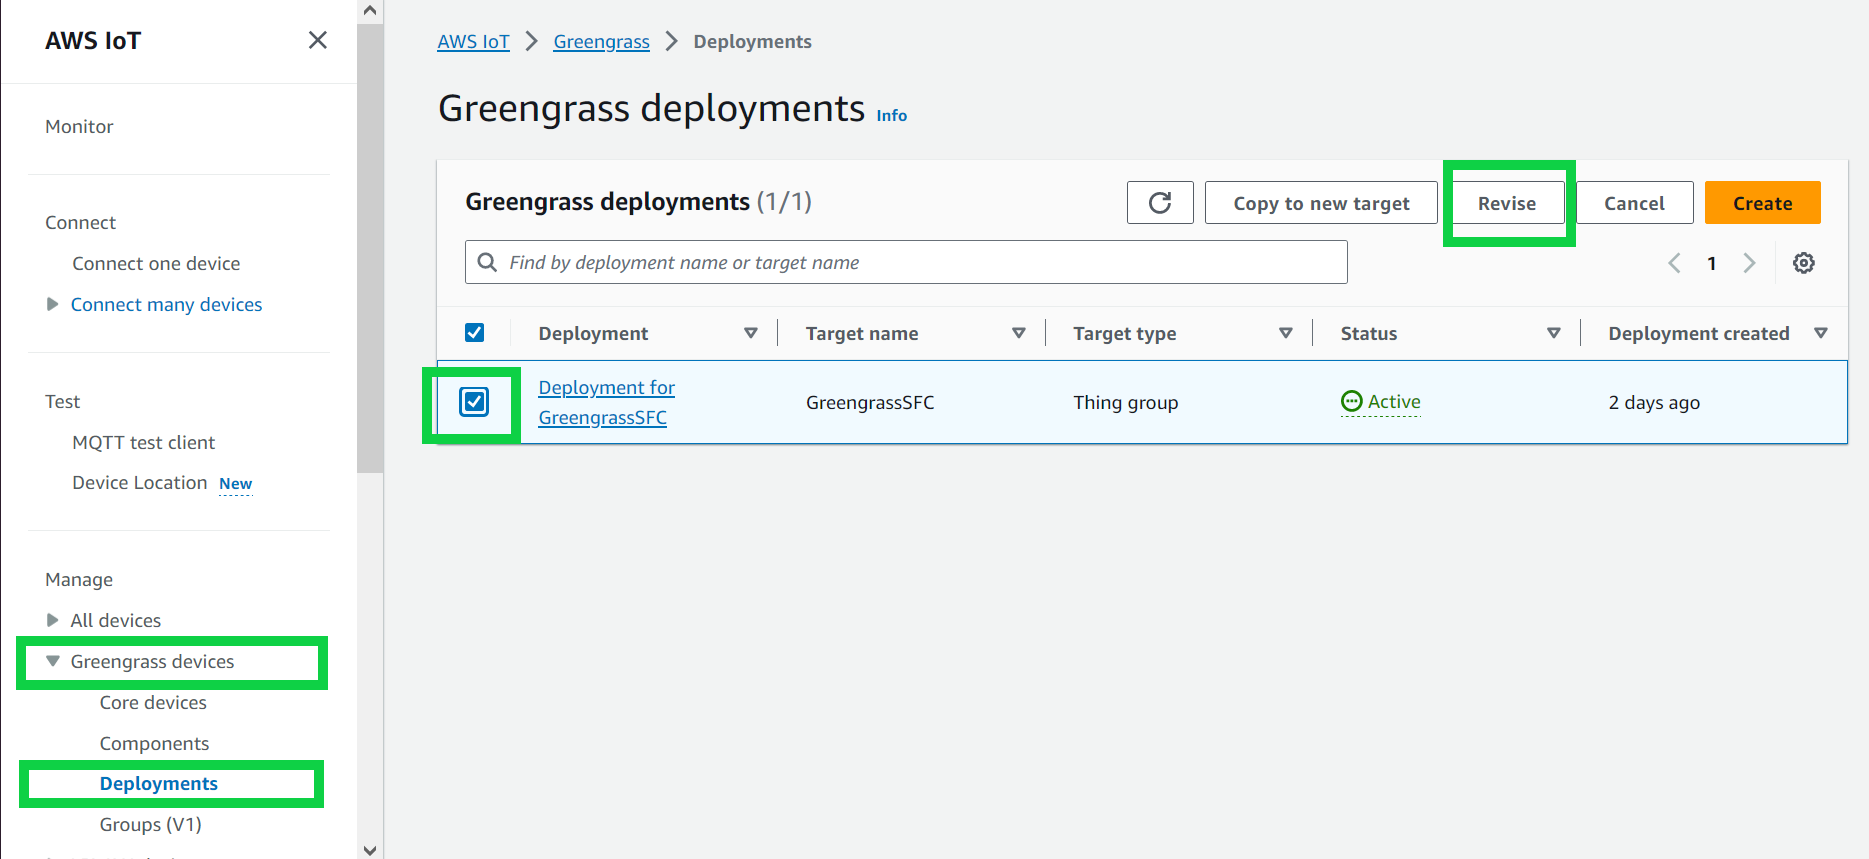 AWS IoT
Monitor
Connect
Connect one device
Connect many devices
Test
MQTT test client
Device Location New
Manage
All devices
Greengrass devices
Core devices
Components
Deployments
Groups (V1)
AWS IoT > Greengrass > Deployments
Greengrass deployments Info
Greengrass deployments (1/1)
Copy to new target
Revise
Cancel
Create
Find by deployment name or target name
1
Deployment Target name Target type Status Deployment created
Deployment for
GreengrassSFC
GreengrassSFC
Thing group
Active
2 days ago